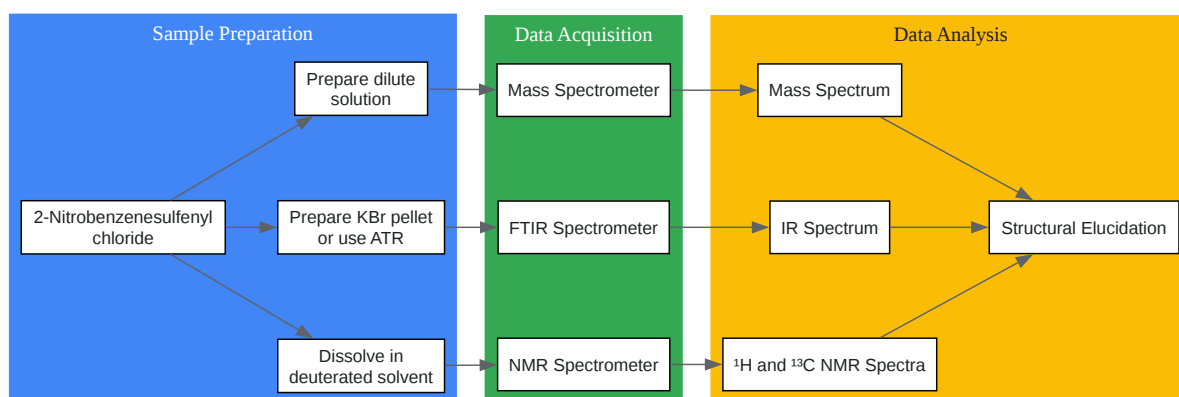 Sample Preparation
Data Acquisition
Data Analysis
Prepare dilute
solution
Mass Spectrometer
Mass Spectrum
2-Nitrobenzenesulfenyl
chloride
Prepare KBr pellet
or use ATR
FTIR Spectrometer
IR Spectrum
Structural Elucidation
Dissolve in
deuterated solvent
NMR Spectrometer
¹H and ¹³C NMR Spectra